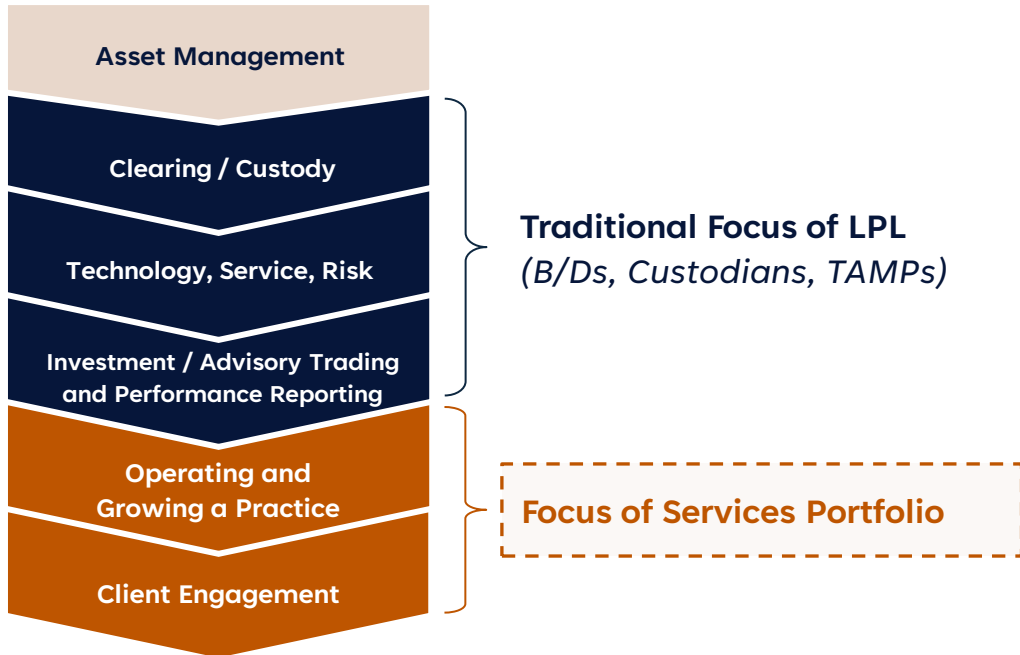 Asset Management
Clearing / Custody
Technology, Service, Risk
Investment / Advisory Trading
and Performance Reporting
Traditional Focus of LPL
(B/Ds, Custodians, TAMPs)
Operating and
Growing a Practice
Client Engagement
Focus of Services Portfolio